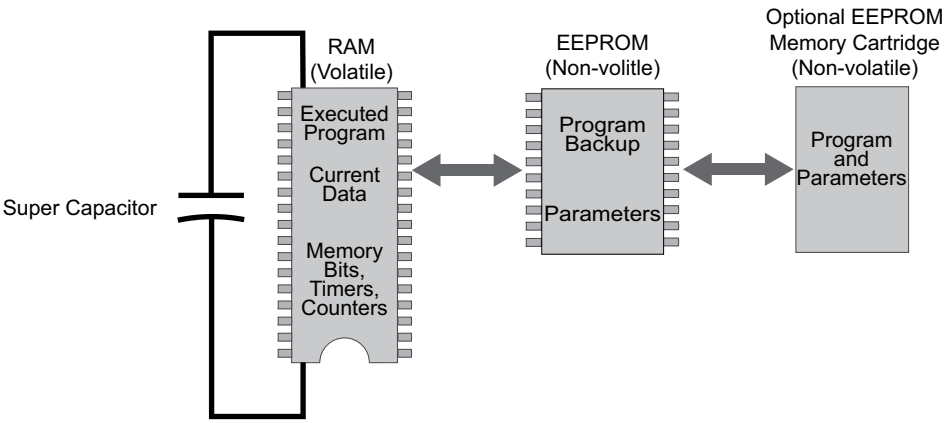 Super Capacitor
RAM
(Volatile)
Executed
Program
Current
Data
Memory
Bits,
Timers,
Counters
EEPROM
(Non-volitle)
Program
Backup
Parameters
Optional EEPROM
Memory Cartridge
(Non-volatile)
Program
and
Parameters